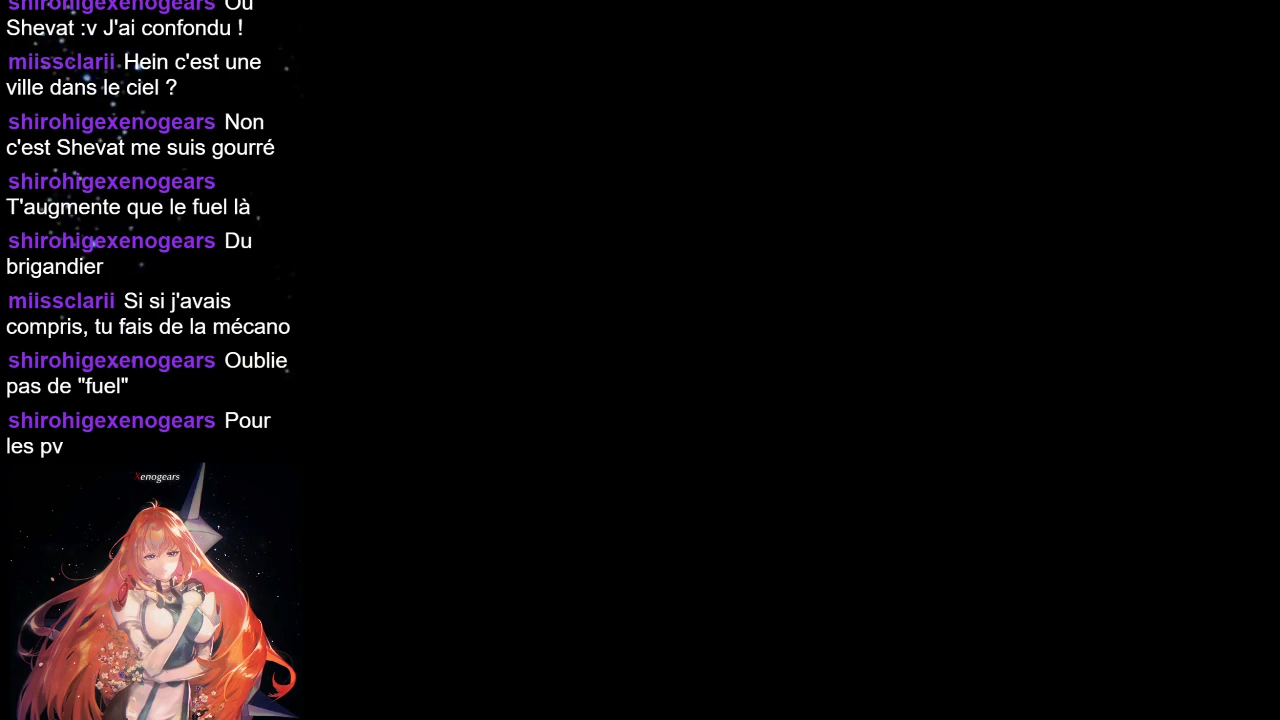 shirohigexenogears Ou
Shevat :v J'ai confondu !
miissclarii Hein c'est une
ville dans le ciel ?
shirohigexenogears Non
c'est Shevat me suis gourré
shirohigexenogears
T'augmente que le fuel là
shirohigexenogears Du
brigandier
miissclarii Si si j'avais
compris, tu fais de la mécano
shirohigexenogears Oublie
pas de "fuel"
shirohigexenogears Pour
les pv
Xenogears